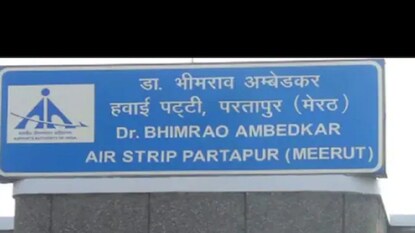 डा. भीमराव अम्बेडकर
हवाई पट्टी, परतापुर (मेरठ)
Dr. BHIMRAO AMBEDKAR
AIR STRIP PARTAPUR (MEERUT)